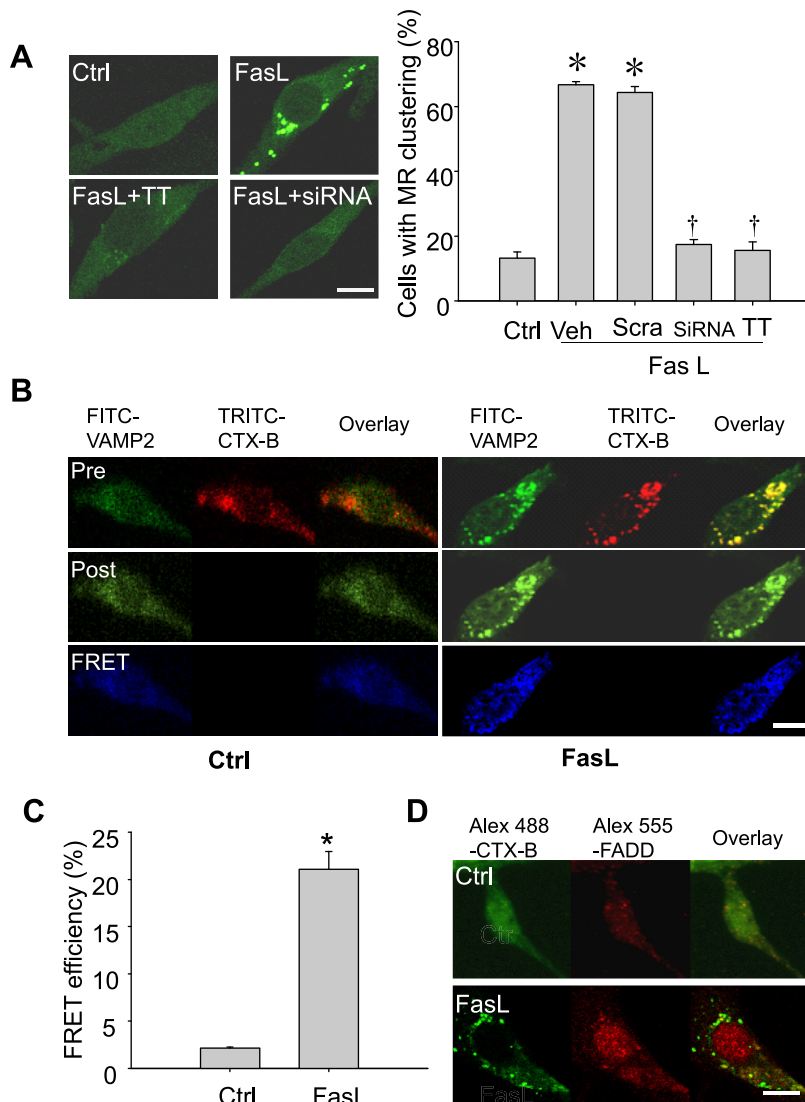 A
Ctrl
FasL
FasL+TT
FasL+siRNA
Cells with MR clustering (%)
80
60
40
20
0
*
*
†
†
Ctrl Veh Scra SiRNA TT
Fas L
B
FITC-
VAMP2
TRITC-
CTX-B
Overlay
FITC-
VAMP2
TRITC-
CTX-B
Overlay
Pre
Post
FRET
Ctrl
FasL
C
FRET efficiency (%)
25
20
15
10
5
0
*
Ctrl
FasL
D
Alex 488
-CTX-B
Alex 555
-FADD
Overlay
Ctrl
Ctr
FasL
FasL